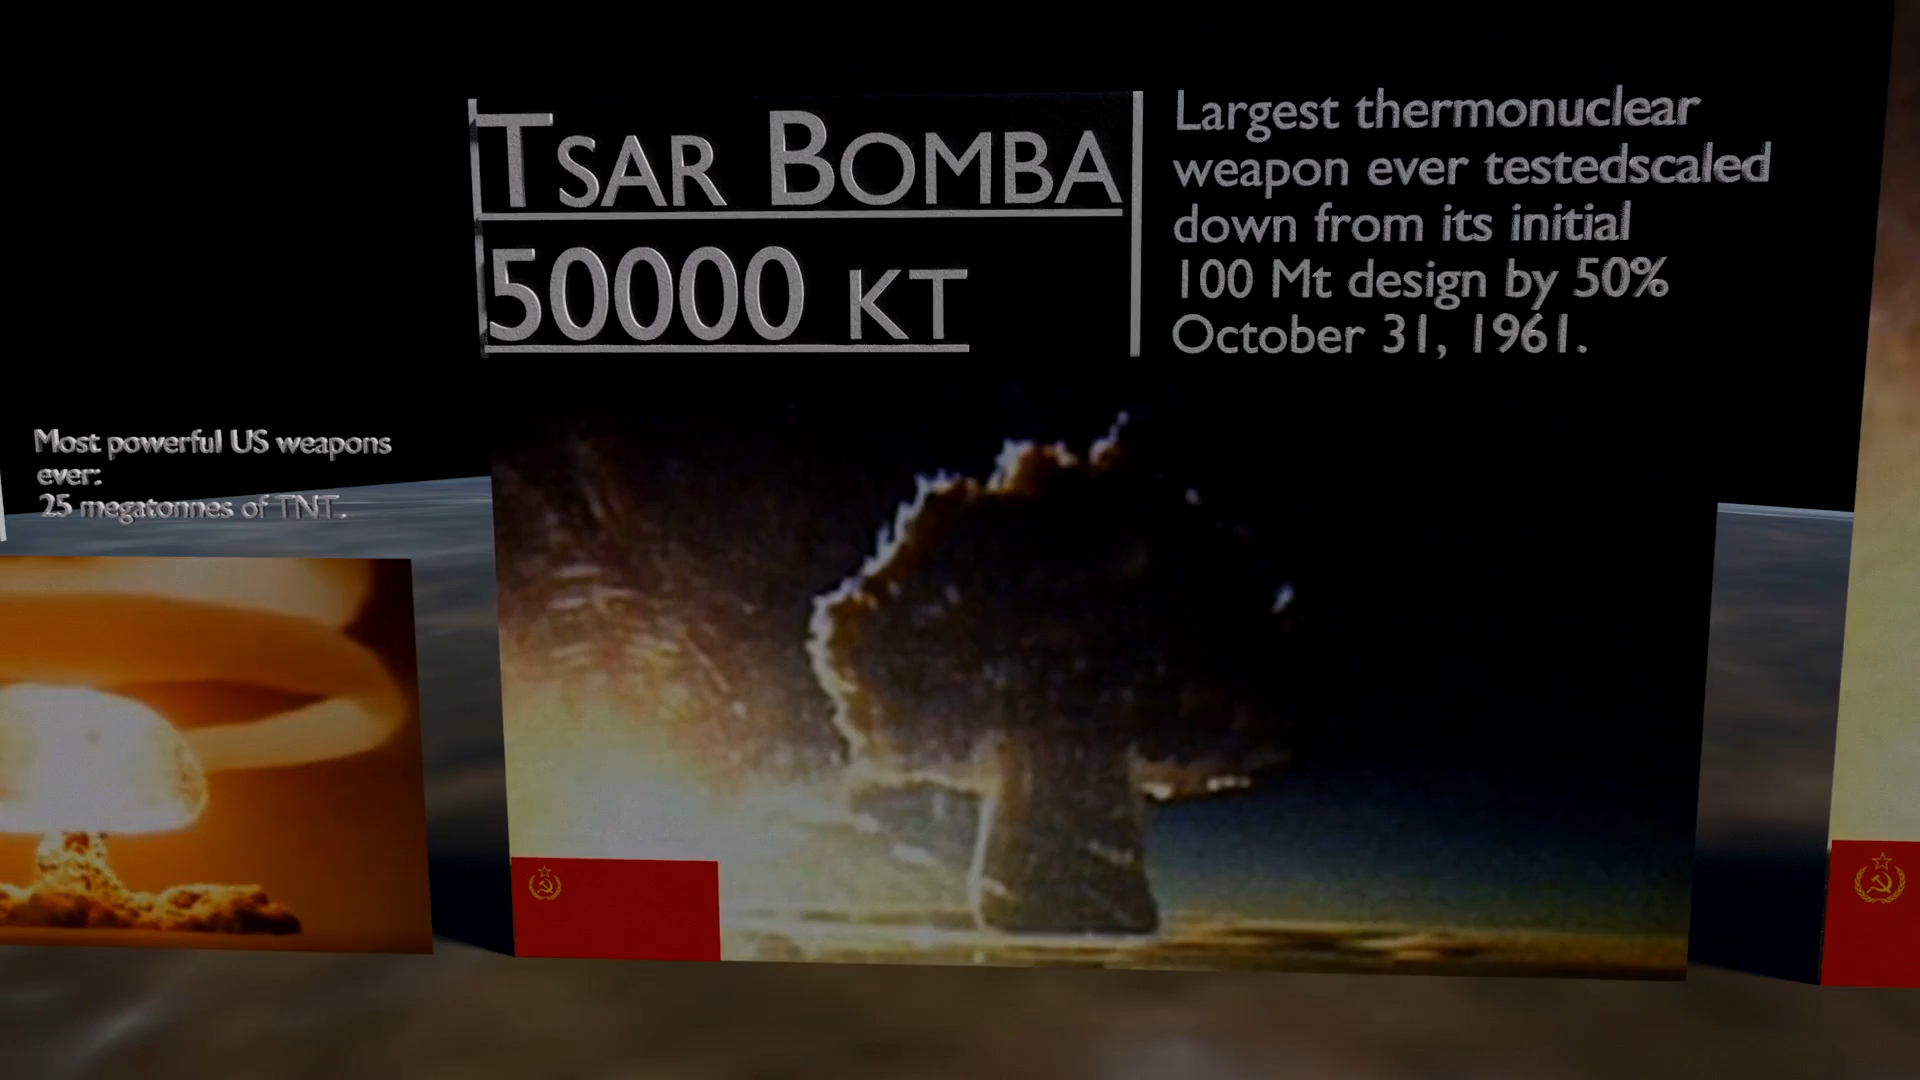 Most powerful US weapons
ever:
25 megatonnes of TNT.
TSAR BOMBA
50000 KT
Largest thermonuclear
weapon ever testedscaled
down from its initial
100 Mt design by 50%
October 31, 1961.